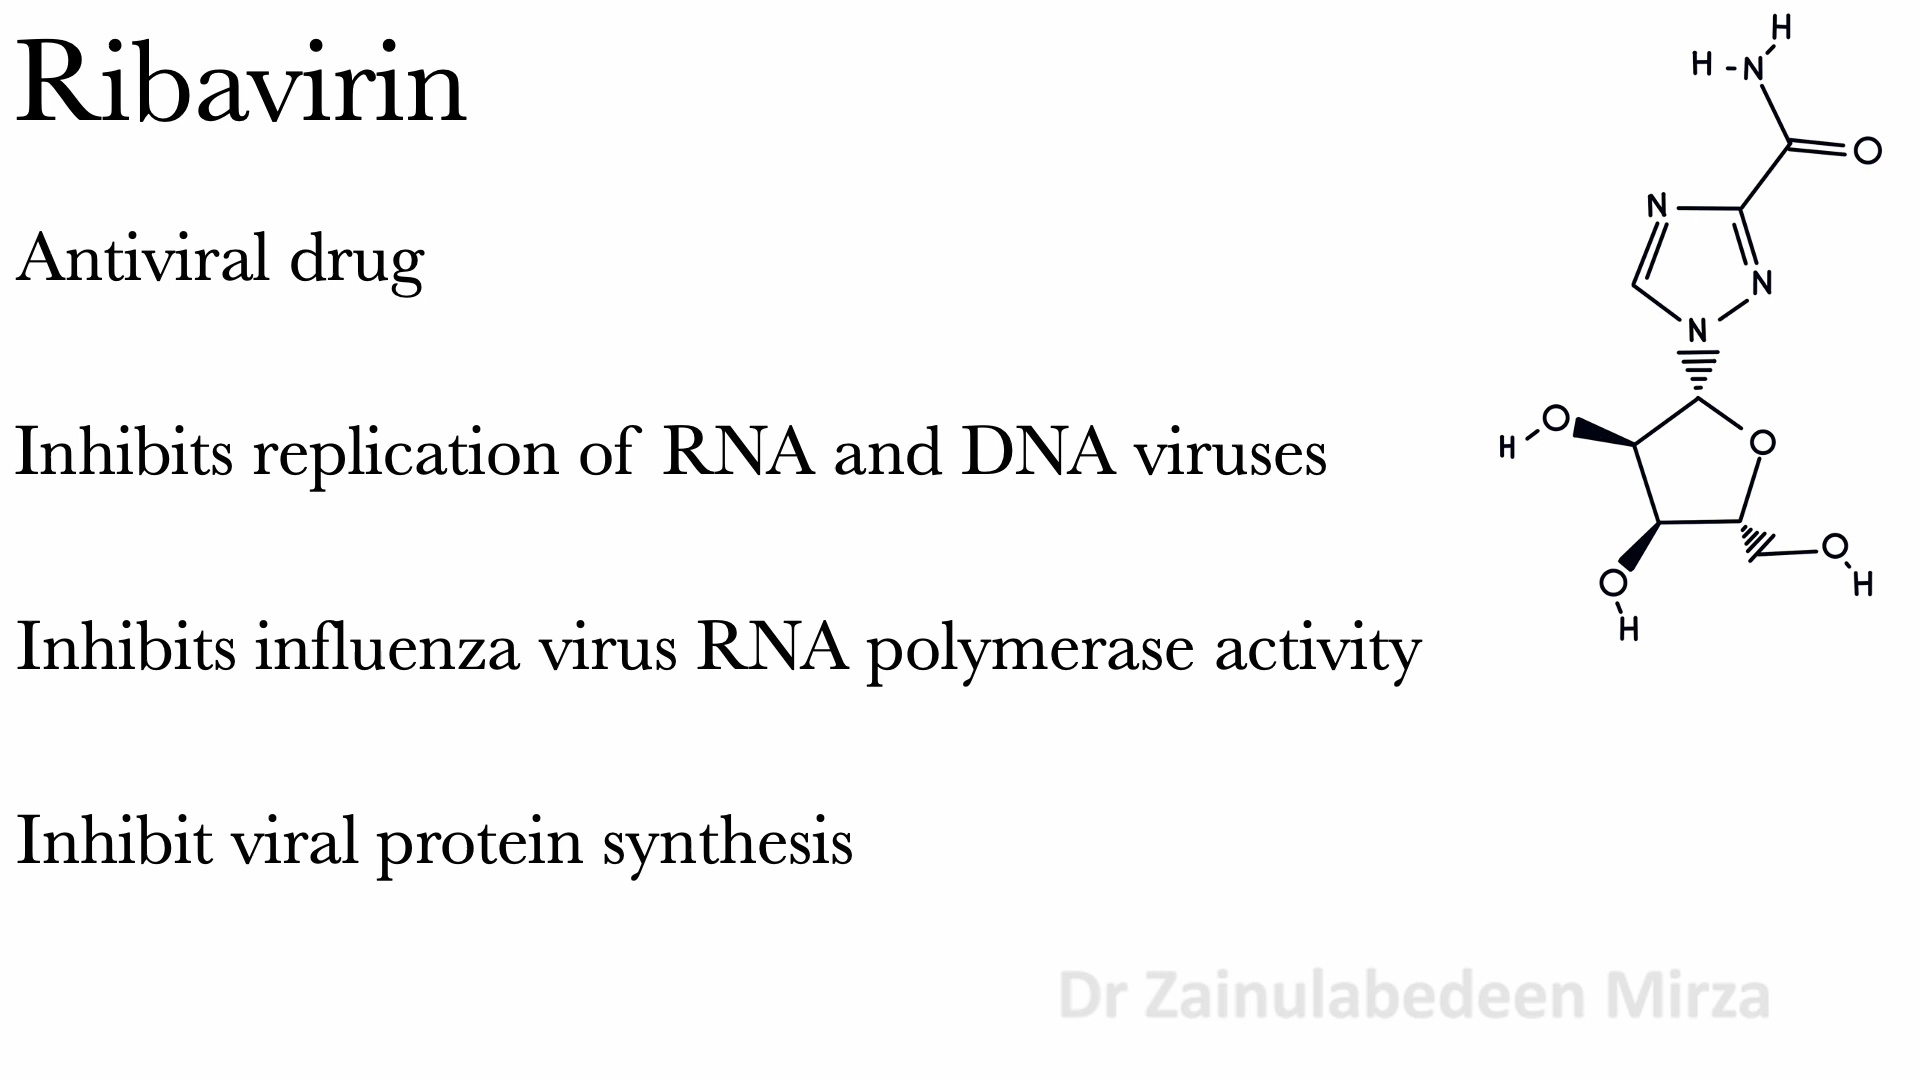 Ribavirin
Antiviral drug
Inhibits replication of RNA and DNA viruses
Inhibits influenza virus RNA polymerase activity
Inhibit viral protein synthesis
H
H - N
O
N
N
N
O
H
O
O
H
O
H
Dr Zainulabedeen Mirza